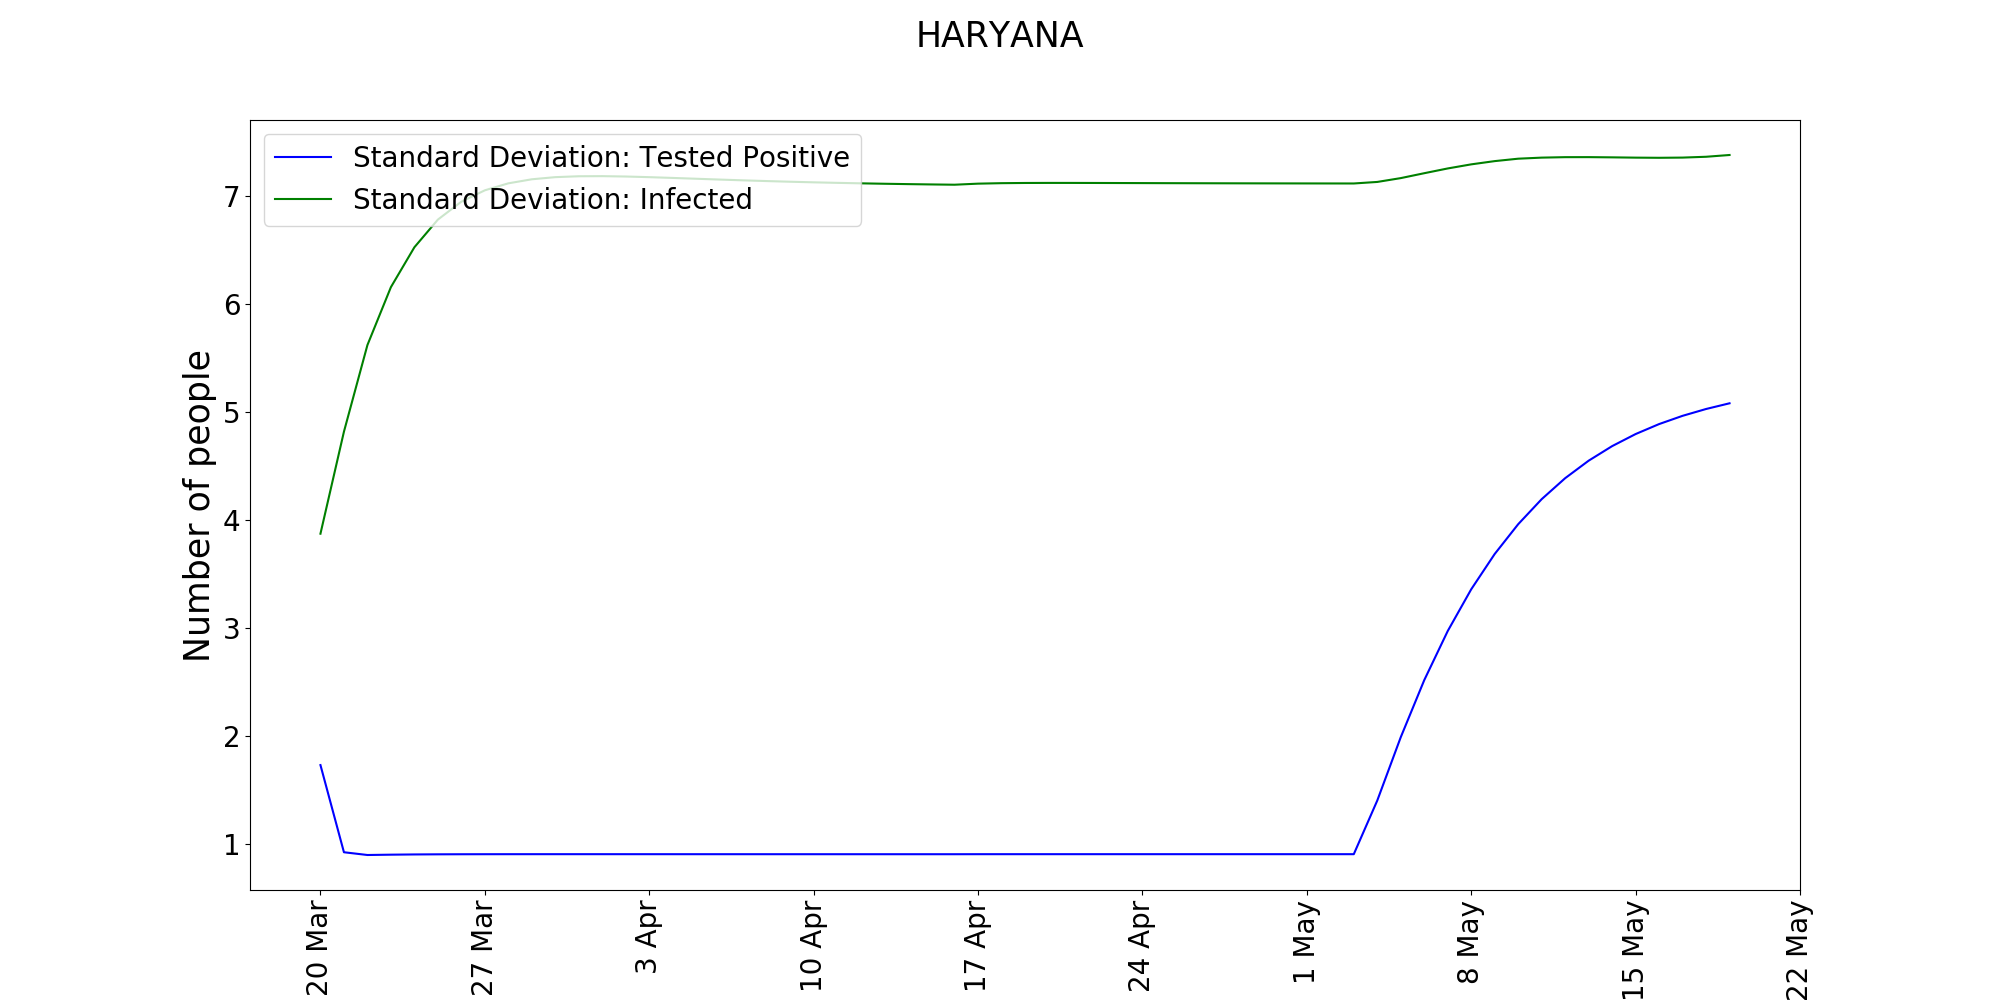 HARYANA
Standard Deviation: Tested Positive
Standard Deviation: Infected
Number of people
7
6
5
4
3
2
1
20 Mar
27 Mar
3 Apr
10 Apr
17 Apr
24 Apr
1 May
8 May
15 May
22 May